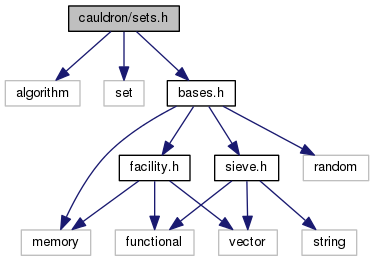 cauldron/sets.h
algorithm
set
bases.h
facility.h
sieve.h
random
memory
functional
vector
string